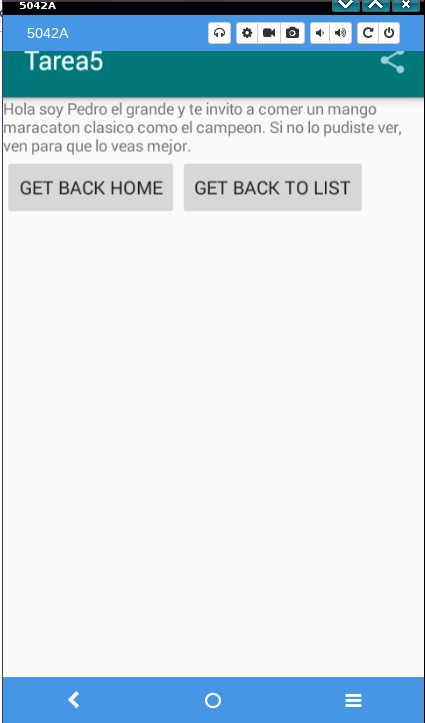 5042A
5042A
Tarea5
Hola soy Pedro el grande y te invito a comer un mango
maracaton clasico como el campeon. Si no lo pudiste ver,
ven para que lo veas mejor.
GET BACK HOME GET BACK TO LIST